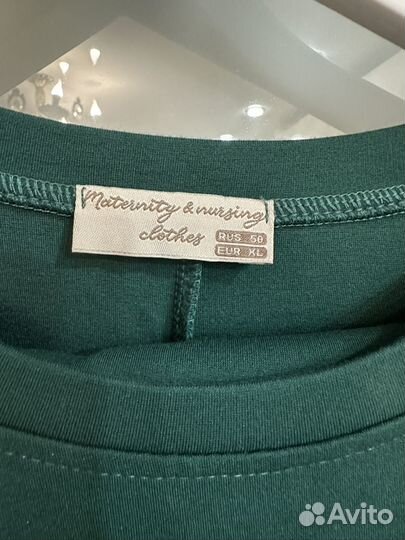 Maternity & nursing
clothes
RUS 50
EUR XL
Avito